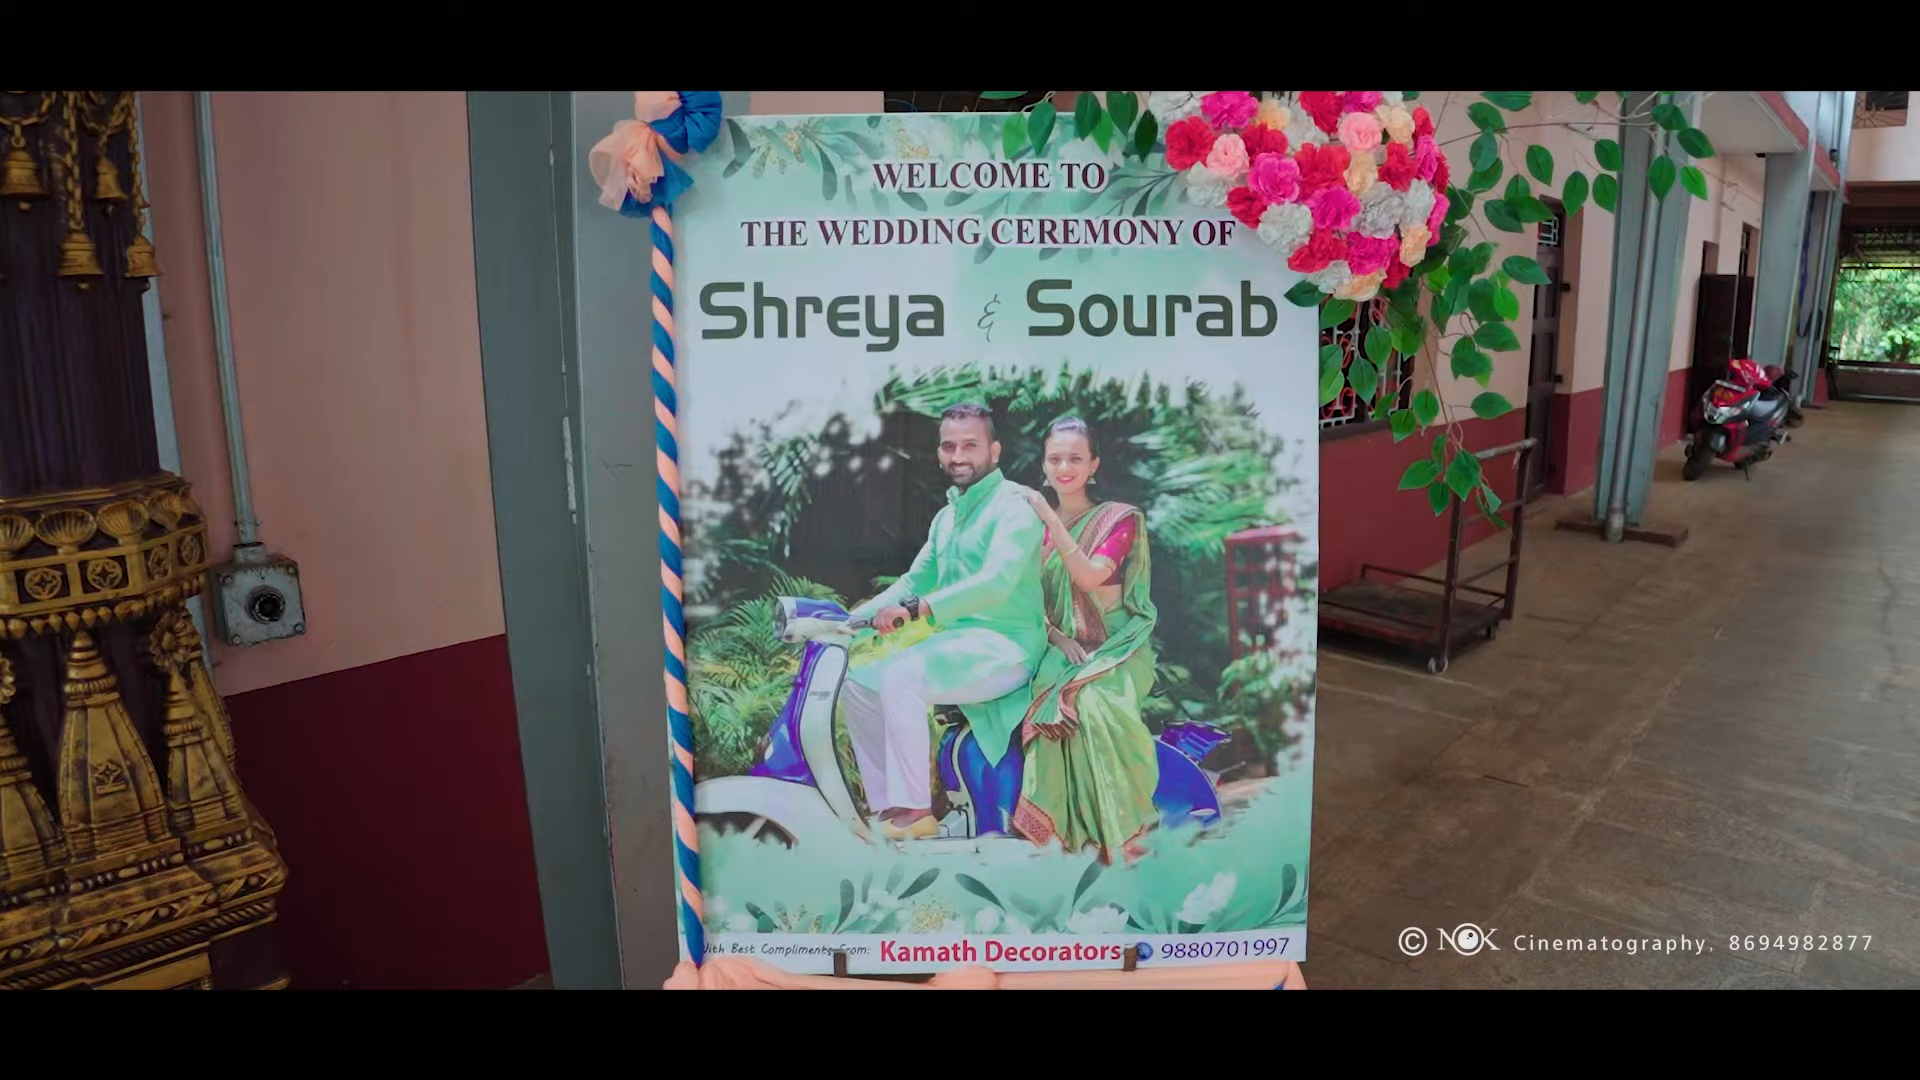 WELCOME TO
THE WEDDING CEREMONY OF
Shreya & Sourab
With Best Compliments From: Kamath Decorators 9880701997
© NOK Cinematography, 8694982877